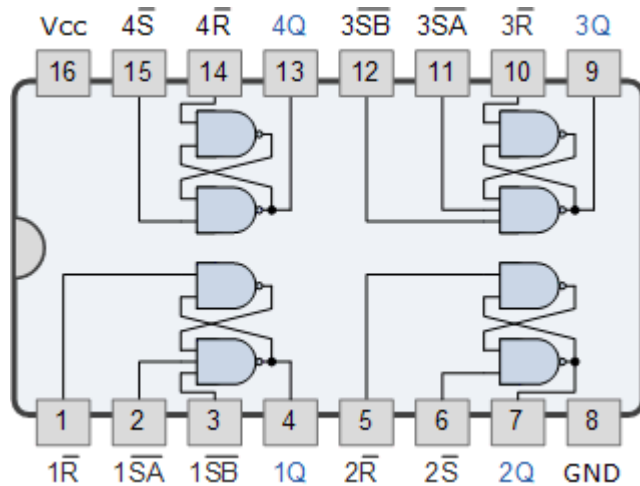 Vcc 4S̅ 4R̅ 4Q 3S̅B̅ 3S̅A̅ 3R̅ 3Q
16 15 14 13 12 11 10 9
1 2 3 4 5 6 7 8
1R̅ 1S̅A̅ 1S̅B̅ 1Q 2R̅ 2S̅ 2Q GND